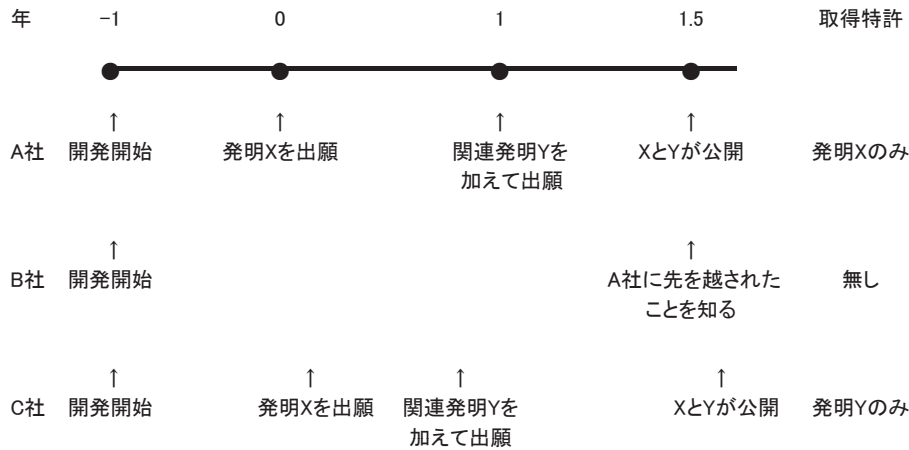 年 -1 0 1 1.5 取得特許
↑ ↑ ↑ ↑
A社 開発開始 発明Xを出願 関連発明Yを XとYが公開 発明Xのみ
加えて出願
↑ ↑
B社 開発開始 A社に先を越された 無し
ことを知る
↑ ↑ ↑ ↑
C社 開発開始 発明Xを出願 関連発明Yを XとYが公開 発明Yのみ
加えて出願